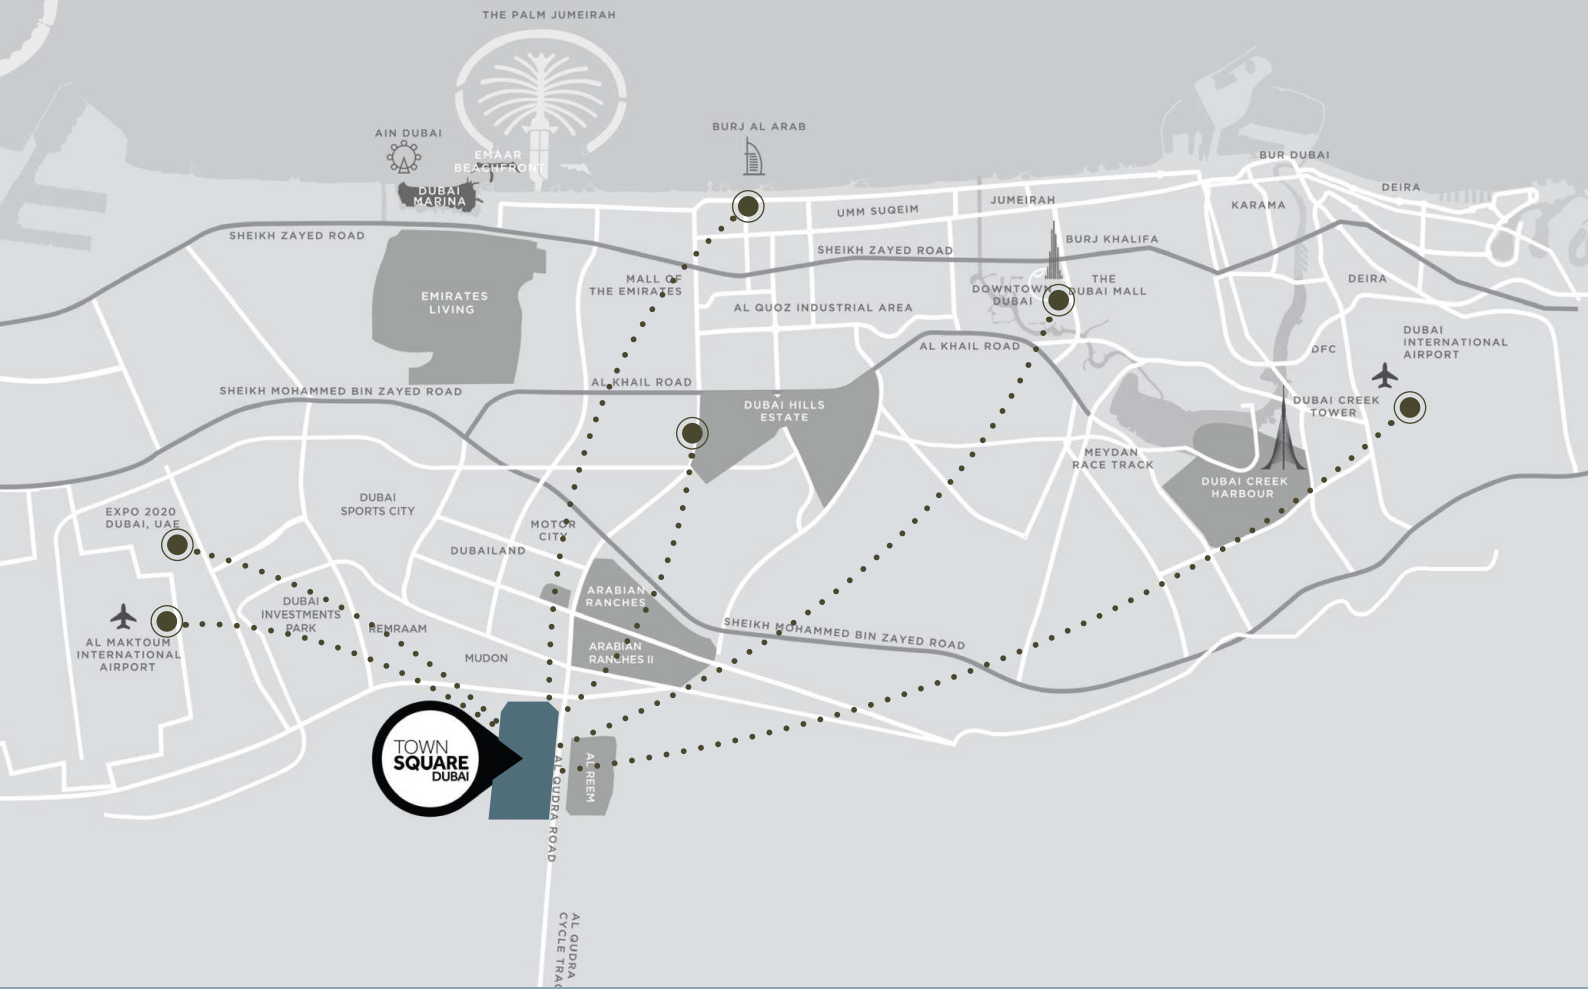 THE PALM JUMEIRAH
AIN DUBAI
BURJ AL ARAB
EMAAR
BEACHFRONT
DUBAI
MARINA
BUR DUBAI
DEIRA
KARAMA
JUMEIRAH
UMM SUQEIM
SHEIKH ZAYED ROAD
SHEIKH ZAYED ROAD
BURJ KHALIFA
MALL OF
THE EMIRATES
DOWNTOWN
DUBAI
THE
DUBAI MALL
DEIRA
EMIRATES
LIVING
AL QUOZ INDUSTRIAL AREA
DUBAI
INTERNATIONAL
AIRPORT
AL KHAIL ROAD
DFC
SHEIKH MOHAMMED BIN ZAYED ROAD
AL KHAIL ROAD
DUBAI HILLS
ESTATE
DUBAI CREEK
TOWER
MEYDAN
RACE TRACK
DUBAI CREEK
HARBOUR
DUBAI
SPORTS CITY
EXPO 2020
DUBAI, UAE
MOTOR
CITY
DUBAILAND
ARABIAN
RANCHES
DUBAI
INVESTMENTS
PARK
REMRAAM
SHEIKH MOHAMMED BIN ZAYED ROAD
AL MAKTOUM
INTERNATIONAL
AIRPORT
MUDON
ARABIAN
RANCHES II
TOWN
SQUARE
DUBAI
AL REEM
AL QUDRA ROAD
AL QUDRA
CYCLE TRAC